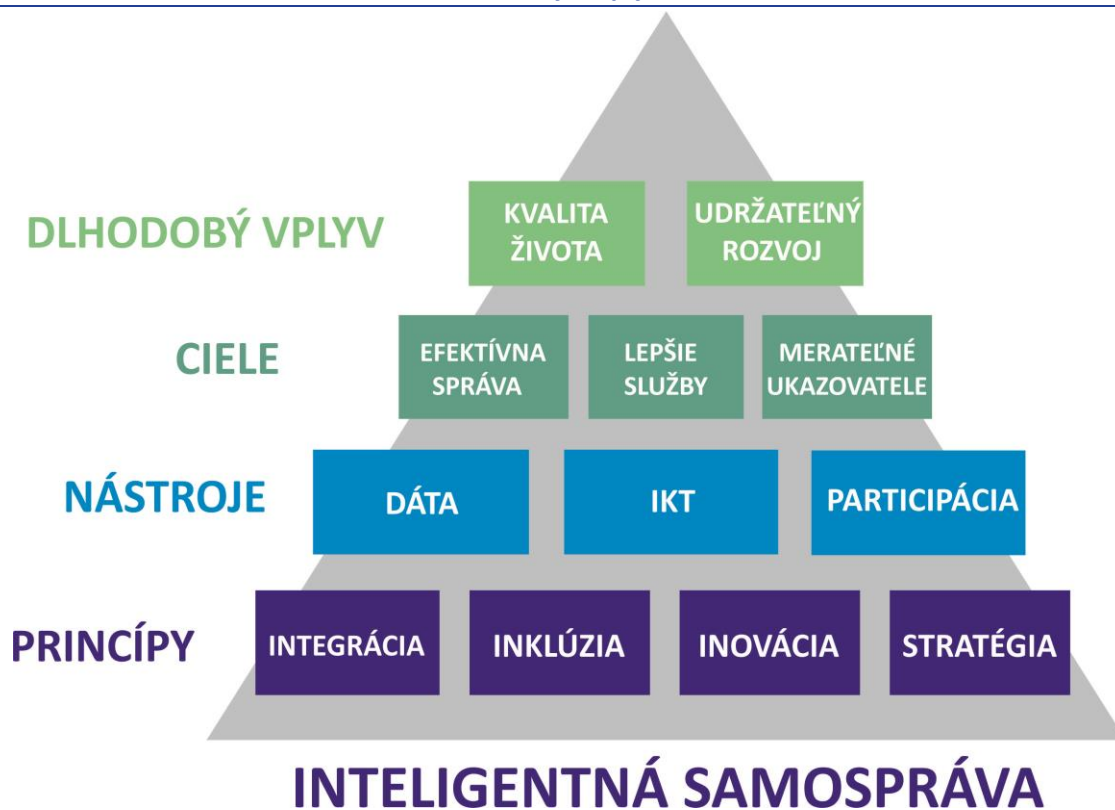 DLHODOBÝ VPLYV
KVALITA
ŽIVOTA
UDRŽATEĽNÝ
ROZVOJ
CIELE
EFEKTÍVNA
SPRÁVA
LEPŠIE
SLUŽBY
MERATEĽNÉ
UKAZOVATELE
NÁSTROJE
DÁTA
IKT
PARTICIPÁCIA
PRINCÍPY
INTEGRÁCIA
INKLÚZIA
INOVÁCIA
STRATÉGIA
INTELIGENTNÁ SAMOSPRÁVA